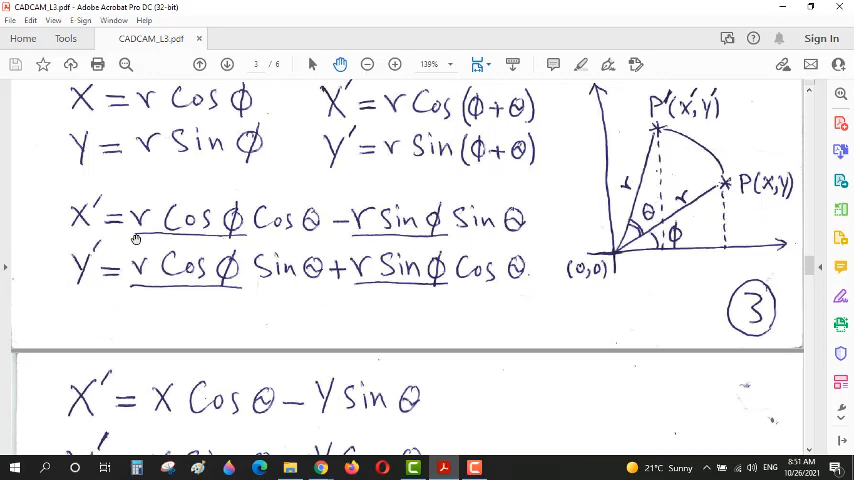 CADCAM_L3.pdf - Adobe Acrobat Pro DC (32-bit)
File Edit View E-Sign Window Help
Home Tools CADCAM_L3.pdf × Sign In
3 / 6 139%
X = r Cos ϕ X' = r Cos (ϕ + θ)
Y = r Sin ϕ Y' = r Sin (ϕ + θ)
X' = r Cos ϕ Cos θ - r Sin ϕ Sin θ
Y' = r Cos ϕ Sin θ + r Sin ϕ Cos θ.
P'(X',Y')
P(X,Y)
r
r
θ
ϕ
(0,0)
3
X' = X Cos θ - Y Sin θ
21°C Sunny ENG 8:51 AM
10/26/2021